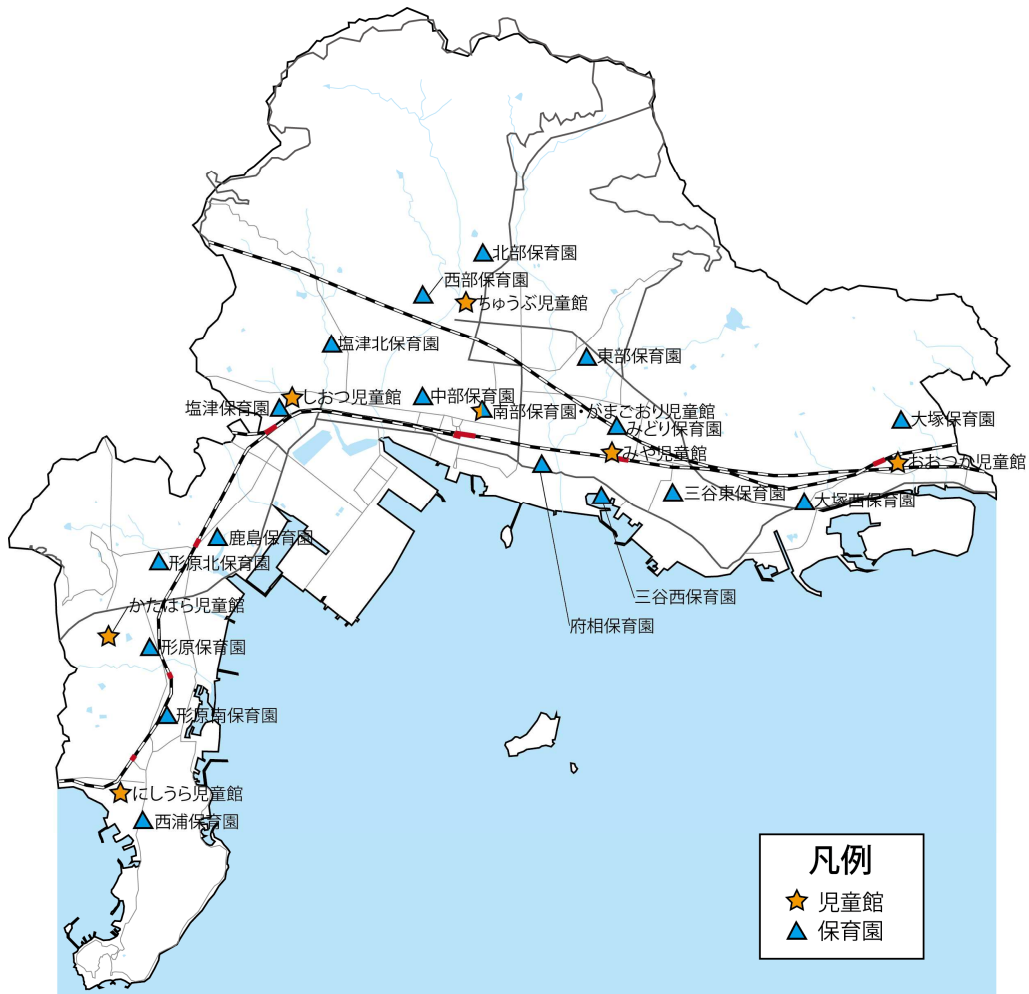 北部保育園
西部保育園
ちゅうぶ児童館
塩津北保育園
東部保育園
しおつ児童館
中部保育園
塩津保育園
南部保育園・がまごおり児童館
大塚保育園
みどり保育園
みや児童館
おおつか児童館
三谷東保育園
大塚西保育園
鹿島保育園
形原北保育園
三谷西保育園
かたはら児童館
府相保育園
形原保育園
形原南保育園
にしうら児童館
西浦保育園
凡例
児童館
保育園